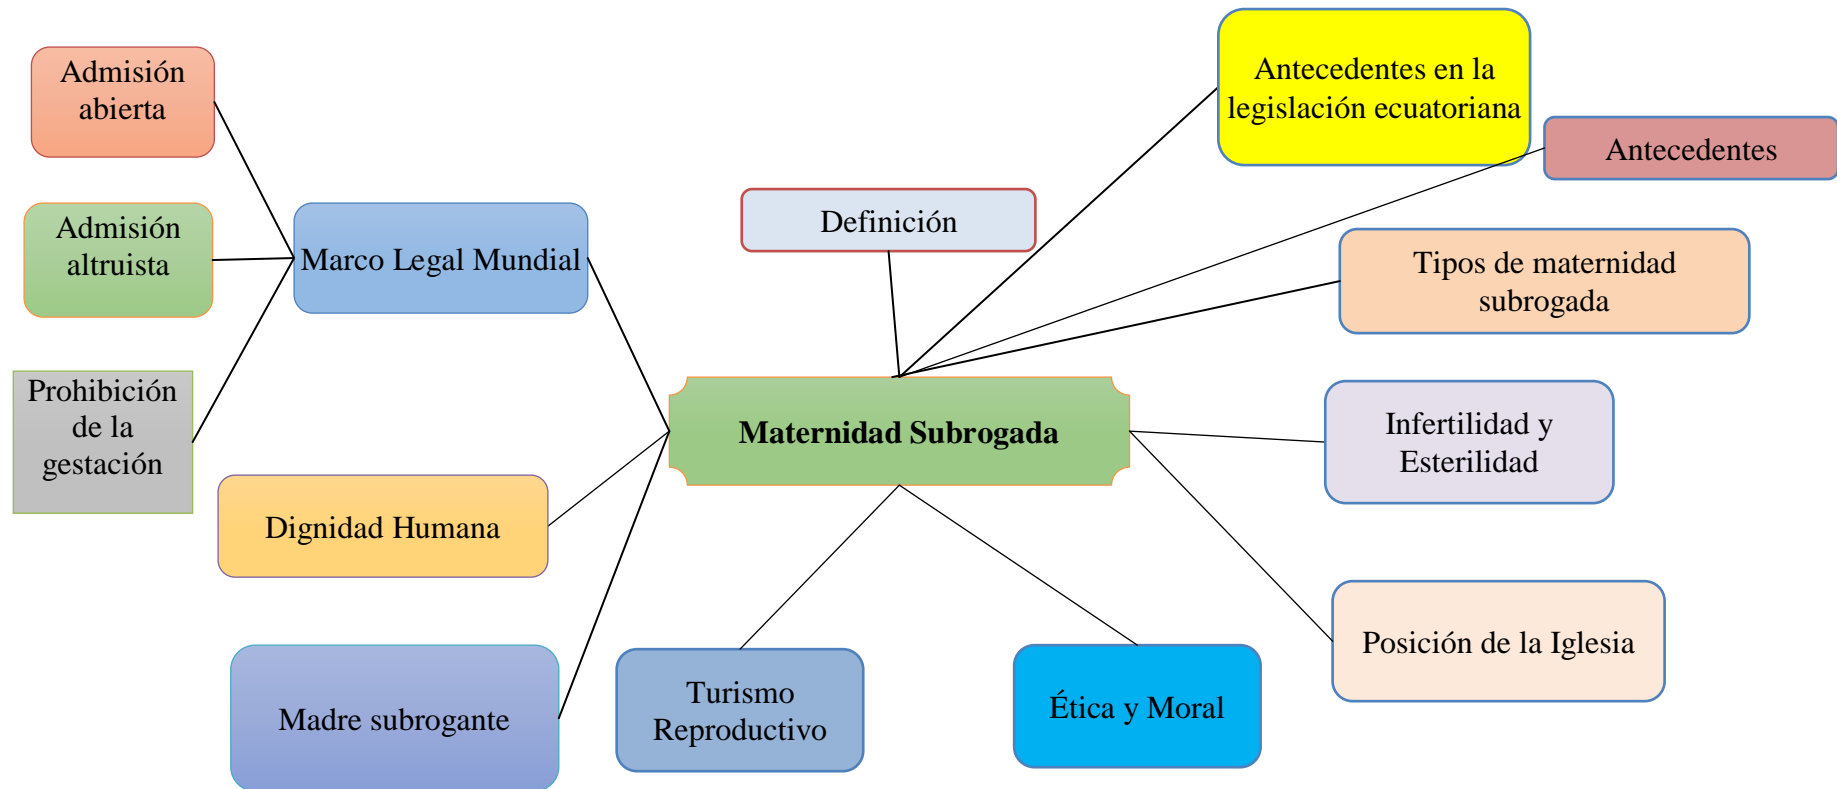 Admisión
abierta
Admisión
altruista
Prohibición
de la
gestación
Marco Legal Mundial
Definición
Antecedentes en la
legislación ecuatoriana
Antecedentes
Tipos de maternidad
subrogada
Maternidad Subrogada
Infertilidad y
Esterilidad
Dignidad Humana
Posición de la Iglesia
Madre subrogante
Turismo
Reproductivo
Ética y Moral